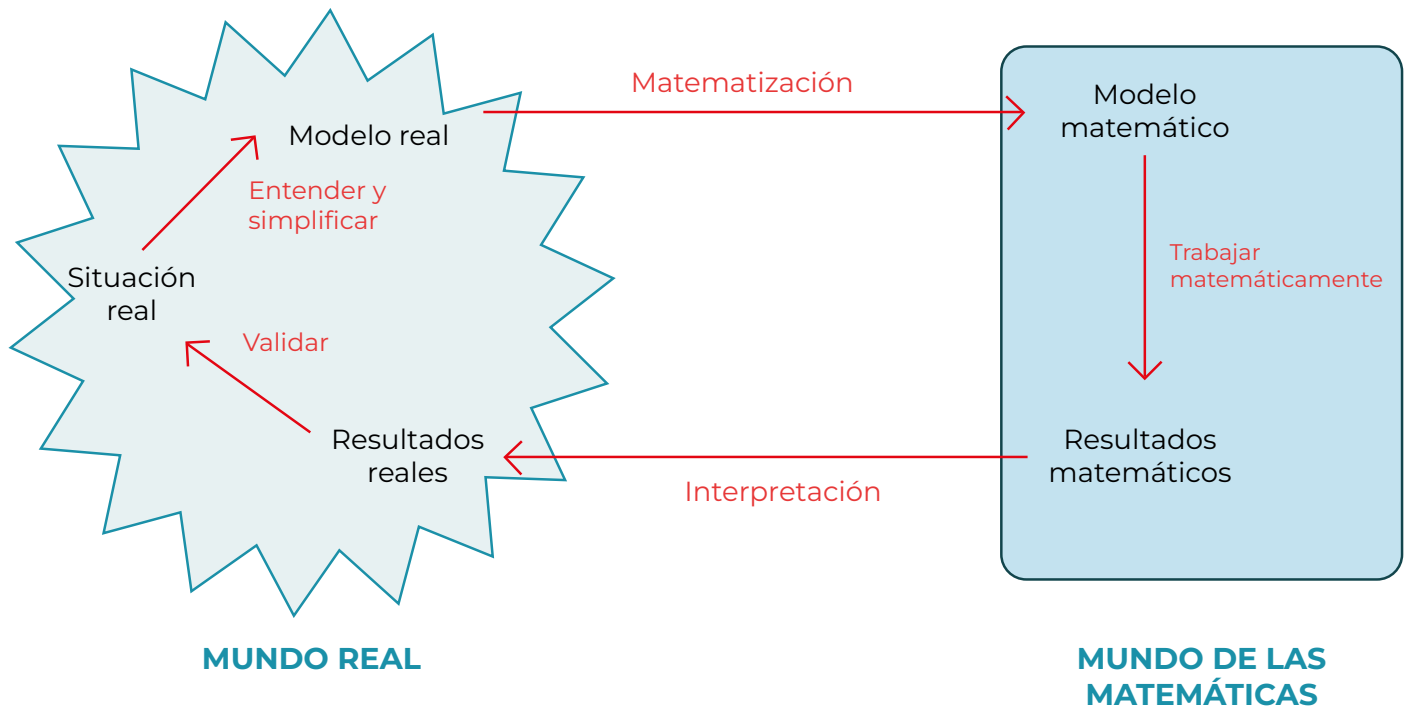 Matematización
Modelo
matemático
Modelo real
Entender y
simplificar
Situación
real
Trabajar
matemáticamente
Validar
Resultados
reales
Resultados
matemáticos
Interpretación
MUNDO REAL
MUNDO DE LAS
MATEMÁTICAS